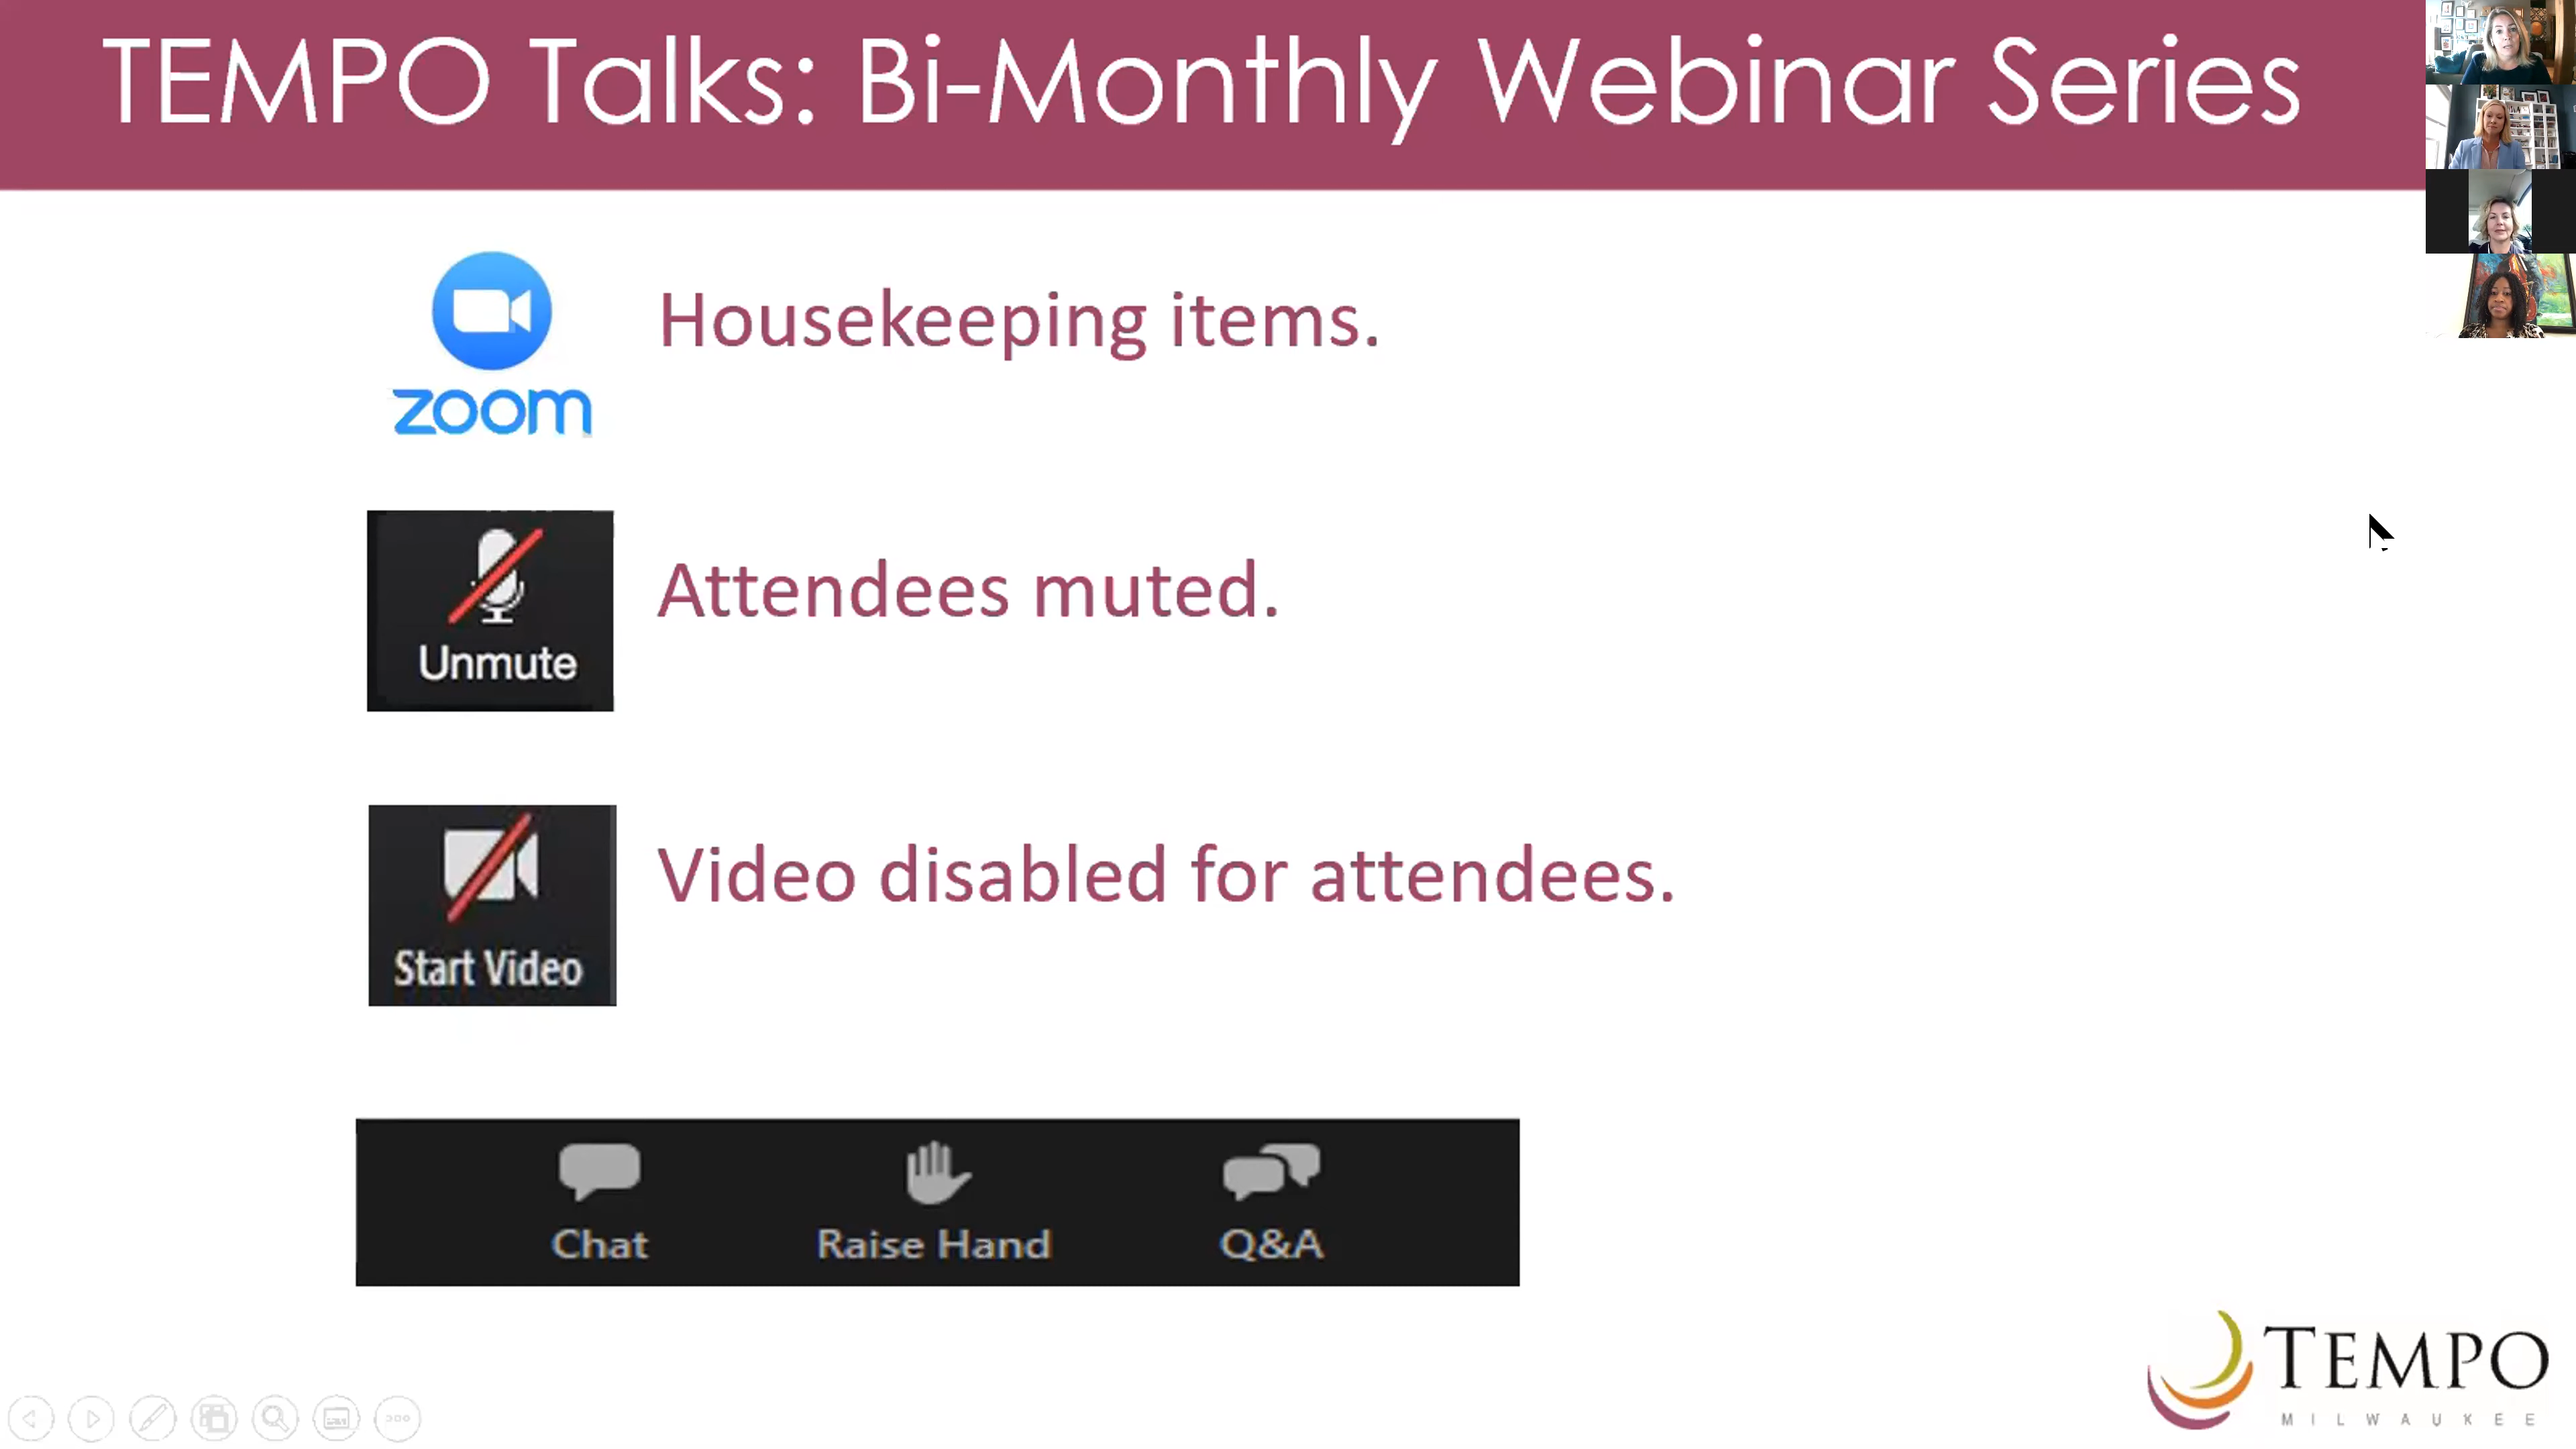 TEMPO Talks: Bi-Monthly Webinar Series
zoom
Housekeeping items.
Unmute
Attendees muted.
Start Video
Video disabled for attendees.
Chat Raise Hand Q&A
TEMPO
MILWAUKEE